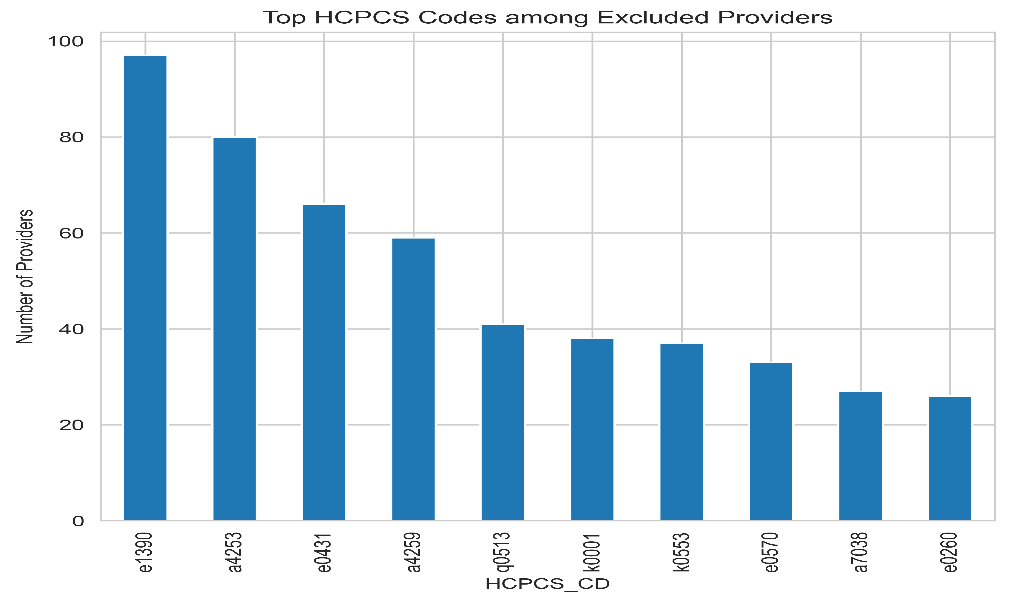 Top HCPCS Codes among Excluded Providers
100
80
60
40
20
0
Number of Providers
e1390
a4253
e0431
a4259
q0513
k0001
k0553
e0570
a7038
e0260
HCPCS_CD